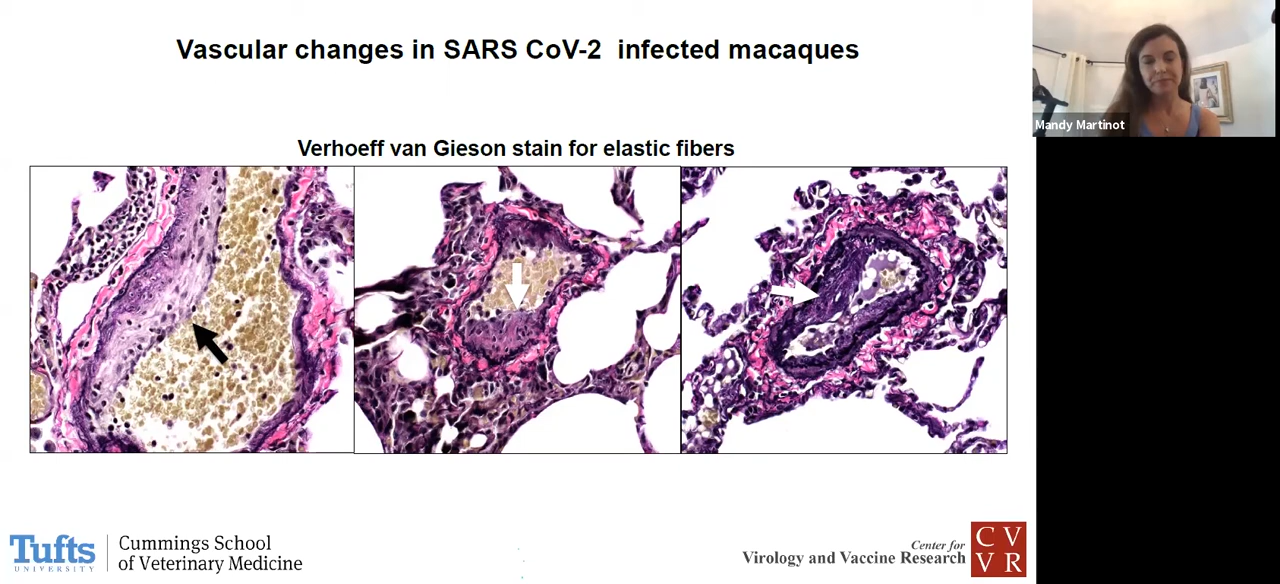 Vascular changes in SARS CoV-2 infected macaques
Mandy Martinot
Verhoeff van Gieson stain for elastic fibers
Tufts
UNIVERSITY
Cummings School
of Veterinary Medicine
Center for
Virology and Vaccine Research
C V
V R